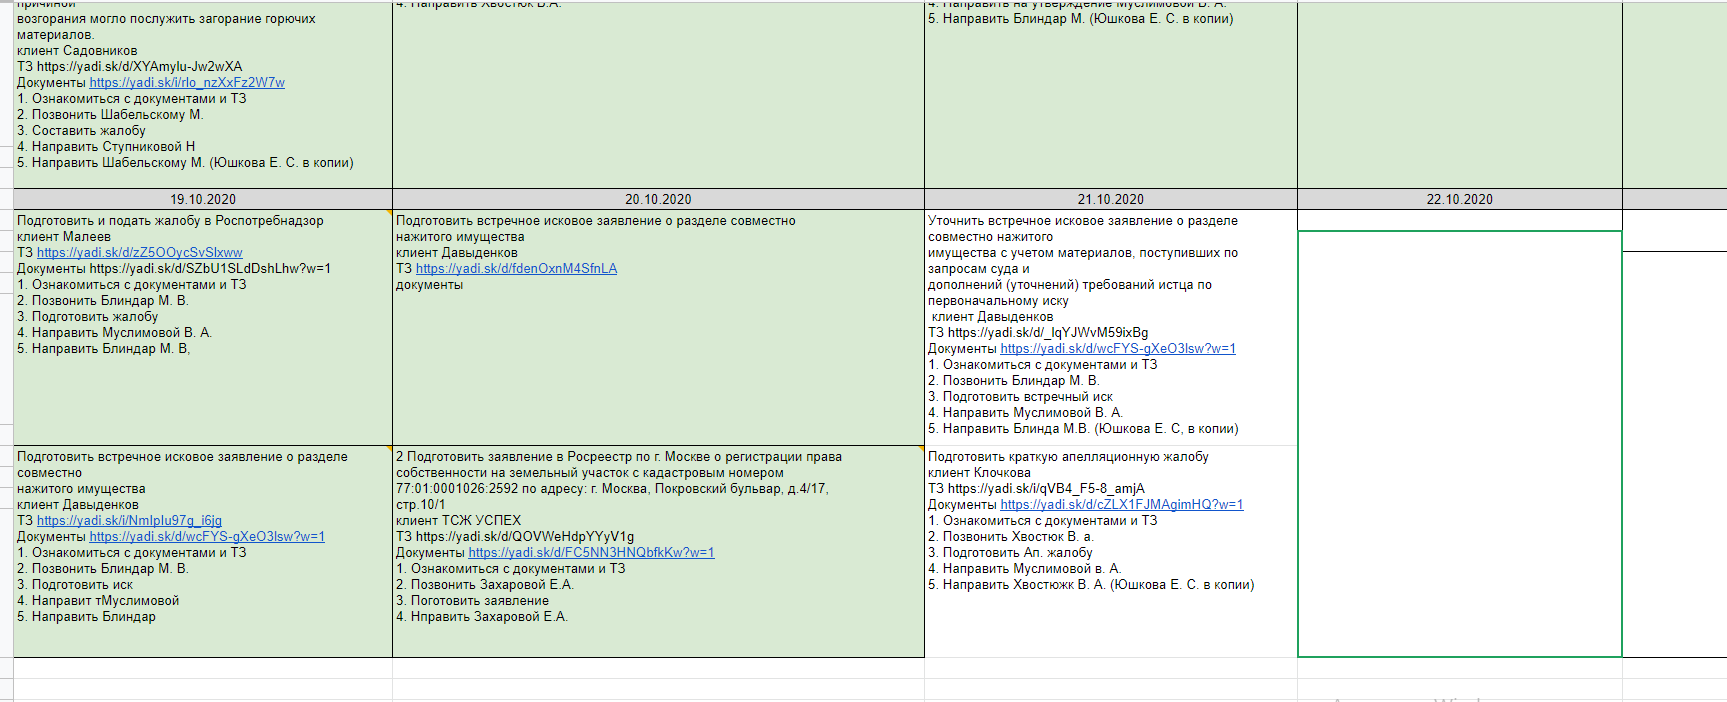 причиной
возгорания могло послужить загорание горючих
материалов.
клиент Садовников
ТЗ https://yadi.sk/d/XYAmylu-Jw2wXA
Документы https://yadi.sk/i/rlo_nzXxFz2W7w
1. Ознакомиться с документами и ТЗ
2. Позвонить Шабельскому М.
3. Составить жалобу
4. Направить Ступниковой Н
5. Направить Шабельскому М. (Юшкова Е. С. в копии)
4. Направить Хвостюк В.А.
4. Направить на утверждение Муслимовой В. А.
5. Направить Блиндар М. (Юшкова Е. С. в копии)
19.10.2020
20.10.2020
21.10.2020
22.10.2020
Подготовить и подать жалобу в Роспотребнадзор
клиент Малеев
ТЗ https://yadi.sk/d/zZ5OOycSvSlxww
Документы https://yadi.sk/d/SZbU1SLdDshLhw?w=1
1. Ознакомиться с документами и ТЗ
2. Позвонить Блиндар М. В.
3. Подготовить жалобу
4. Направить Муслимовой В. А.
5. Направить Блиндар М. В,
Подготовить встречное исковое заявление о разделе совместно
нажитого имущества
клиент Давыденков
ТЗ https://yadi.sk/d/fdenOxnM4SfnLA
документы
Уточнить встречное исковое заявление о разделе
совместно нажитого
имущества с учетом материалов, поступивших по
запросам суда и
дополнений (уточнений) требований истца по
первоначальному иску
клиент Давыденков
ТЗ https://yadi.sk/d/_IqYJWvM59ixBg
Документы https://yadi.sk/d/wcFYS-gXeO3lsw?w=1
1. Ознакомиться с документами и ТЗ
2. Позвонить Блиндар М. В.
3. Подготовить встречный иск
4. Направить Муслимовой В. А.
5. Направить Блинда М.В. (Юшкова Е. С, в копии)
Подготовить встречное исковое заявление о разделе
совместно
нажитого имущества
клиент Давыденков
ТЗ https://yadi.sk/i/NmIpIu97g_i6jg
Документы https://yadi.sk/d/wcFYS-gXeO3lsw?w=1
1. Ознакомиться с документами и ТЗ
2. Позвонить Блиндар М. В.
3. Подготовить иск
4. Направит тМуслимовой
5. Направить Блиндар
2 Подготовить заявление в Росреестр по г. Москве о регистрации права
собственности на земельный участок с кадастровым номером
77:01:0001026:2592 по адресу: г. Москва, Покровский бульвар, д.4/17,
стр.10/1
клиент ТСЖ УСПЕХ
ТЗ https://yadi.sk/d/QOVWeHdpYYyV1g
Документы https://yadi.sk/d/FC5NN3HNQbfkKw?w=1
1. Ознакомиться с документами и ТЗ
2. Позвонить Захаровой Е.А.
3. Поготовить заявление
4. Нправить Захаровой Е.А.
Подготовить краткую апелляционную жалобу
клиент Клочкова
ТЗ https://yadi.sk/i/qVB4_F5-8_amjA
Документы https://yadi.sk/d/cZLX1FJMAgimHQ?w=1
1. Ознакомиться с документами и ТЗ
2. Позвонить Хвостюк В. а.
3. Подготовить Ап. жалобу
4. Направить Муслимовой в. А.
5. Направить Хвостюжк В. А. (Юшкова Е. С. в копии)